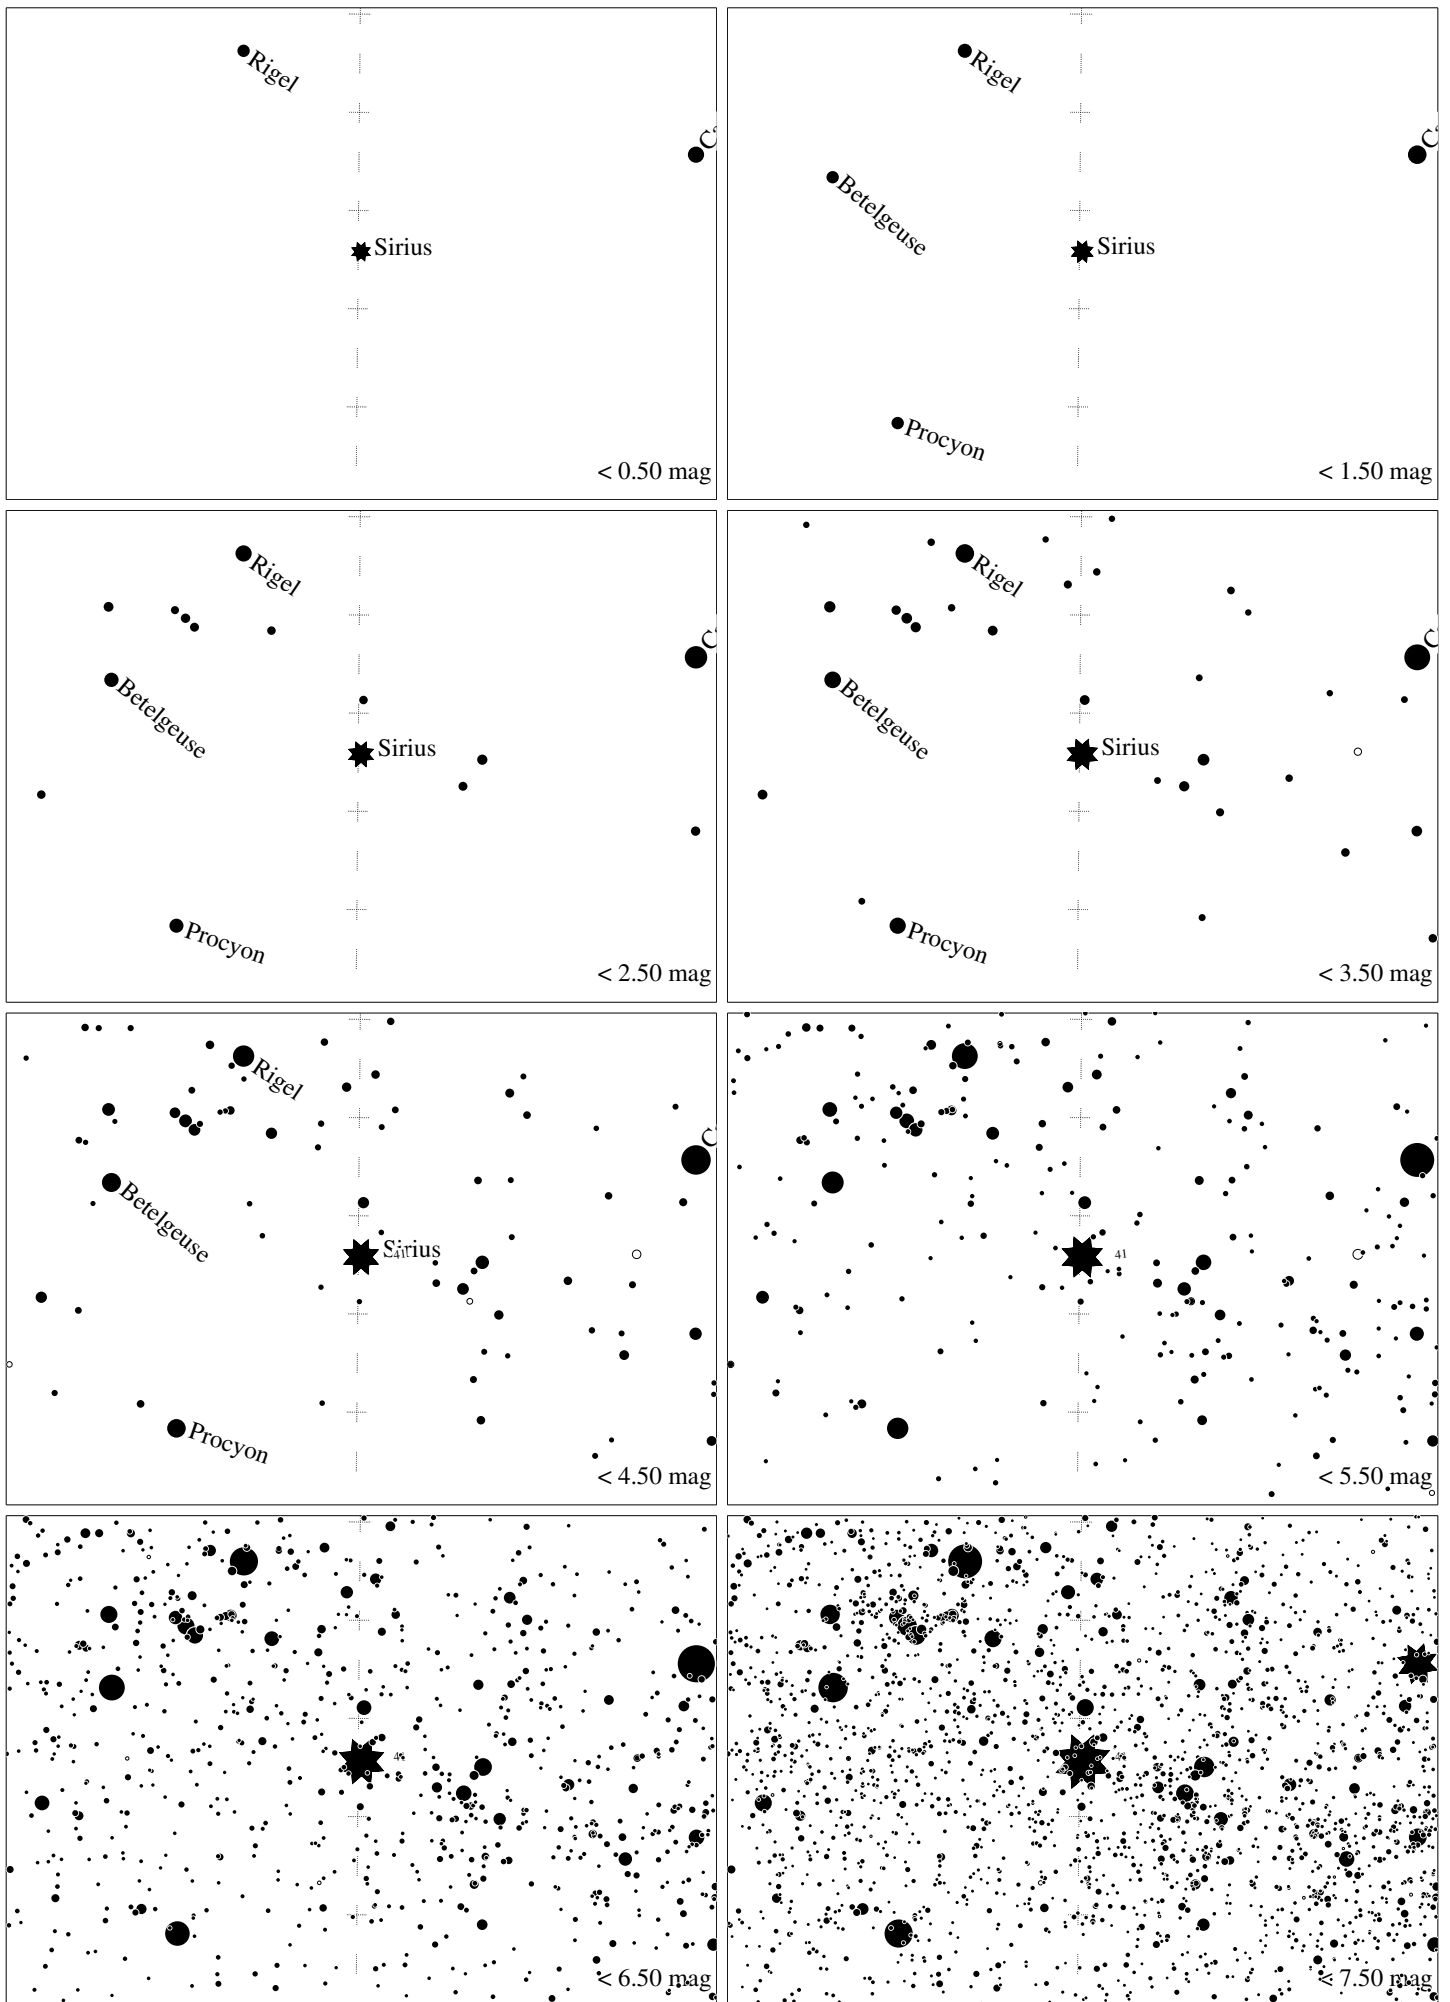 Rigel
Sirius
< 0.50 mag
Rigel
Betelgeuse
Sirius
Procyon
< 1.50 mag
Rigel
Betelgeuse
Sirius
Procyon
< 2.50 mag
Rigel
Betelgeuse
Sirius
Procyon
< 3.50 mag
Rigel
Betelgeuse
Sirius
41
Procyon
< 4.50 mag
41
< 5.50 mag
< 6.50 mag
< 7.50 mag